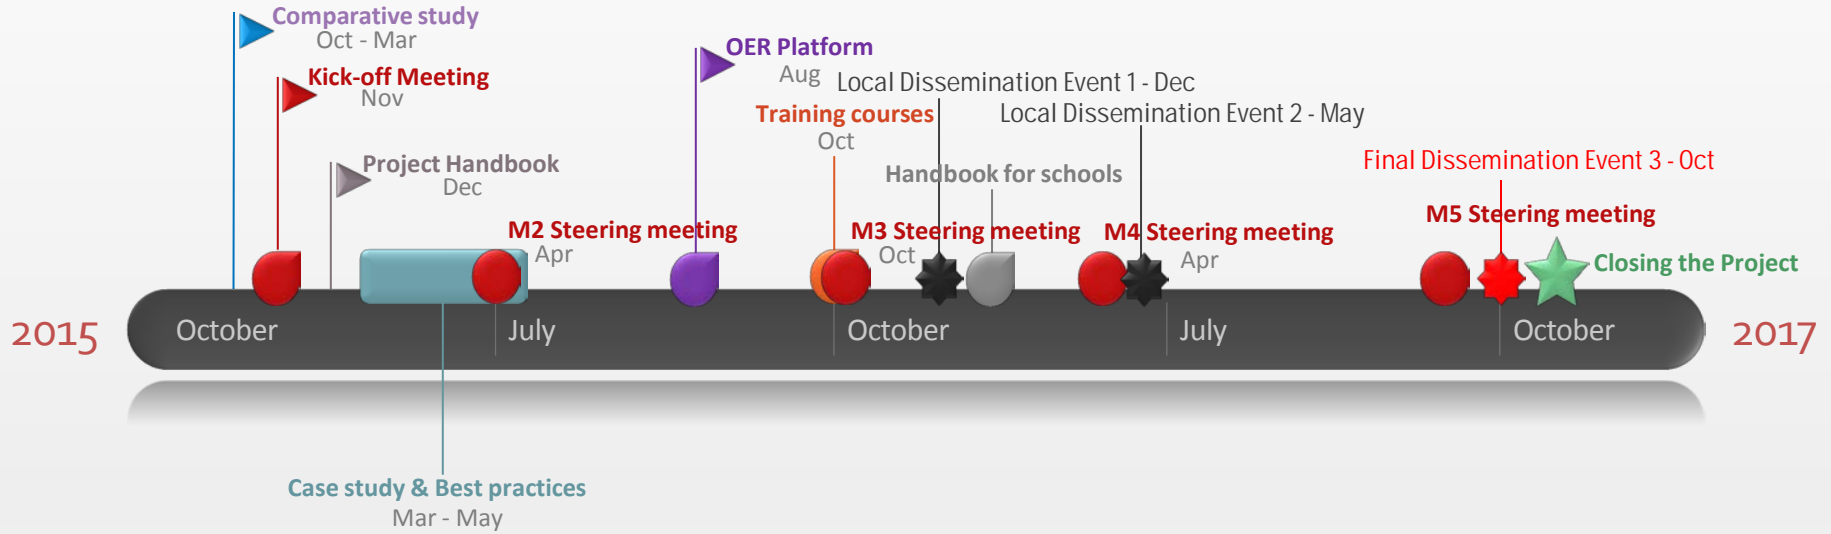 Comparative study
Oct - Mar
Kick-off Meeting
Nov
Project Handbook
Dec
M2 Steering meeting
Apr
OER Platform
Aug
Training courses
Oct
Local Dissemination Event 1 - Dec
Local Dissemination Event 2 - May
Handbook for schools
M3 Steering meeting
Oct
M4 Steering meeting
Apr
Final Dissemination Event 3 - Oct
M5 Steering meeting
Closing the Project
2015
October
July
October
July
October
2017
Case study & Best practices
Mar - May